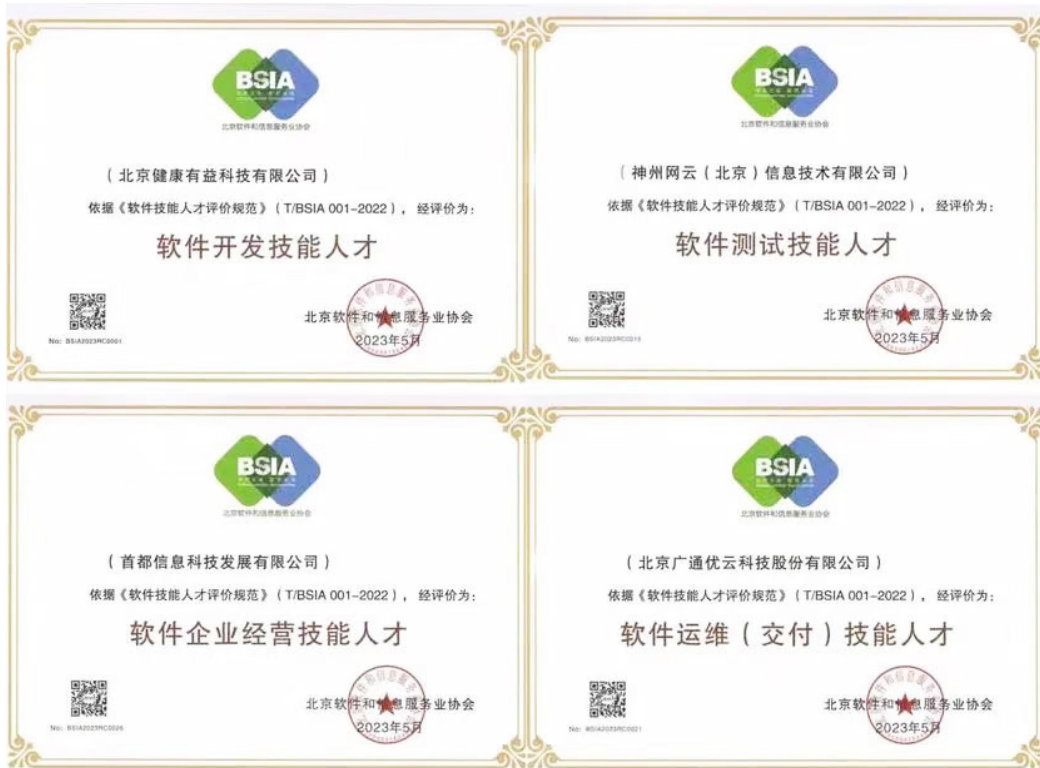 BSIA
北京软件和信息服务业协会
（北京健康有益科技有限公司）
依据《软件技能人才评价规范》（T/BSIA 001-2022），经评价为：
软件开发技能人才
北京软件和信息服务业协会
2023年5月
No: BSIA2023RC0001
BSIA
北京软件和信息服务业协会
（神州网云（北京）信息技术有限公司）
依据《软件技能人才评价规范》（T/BSIA 001-2022），经评价为：
软件测试技能人才
北京软件和信息服务业协会
2023年5月
No: BSIA2023RC0215
BSIA
北京软件和信息服务业协会
（首都信息科技发展有限公司）
依据《软件技能人才评价规范》（T/BSIA 001-2022），经评价为：
软件企业经营技能人才
北京软件和信息服务业协会
2023年5月
No: BSIA2023RC0026
BSIA
北京软件和信息服务业协会
（北京广通优云科技股份有限公司）
依据《软件技能人才评价规范》（T/BSIA 001-2022），经评价为：
软件运维（交付）技能人才
北京软件和信息服务业协会
2023年5月
No: BSIA2023RC0021